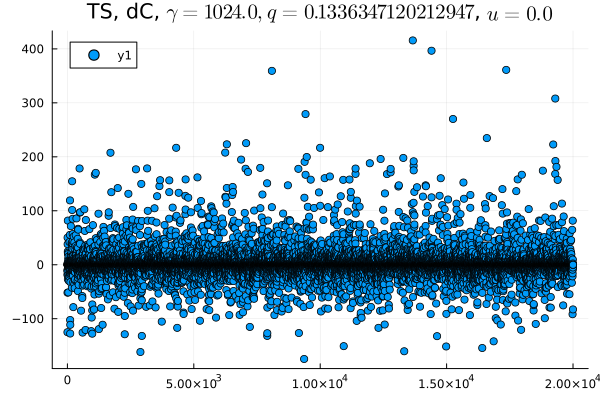 TS, dC, γ = 1024.0, q = 0.1336347120212947, u = 0.0
y1
400
300
200
100
0
−100
0 5.00×10³ 1.00×10⁴ 1.50×10⁴ 2.00×10⁴